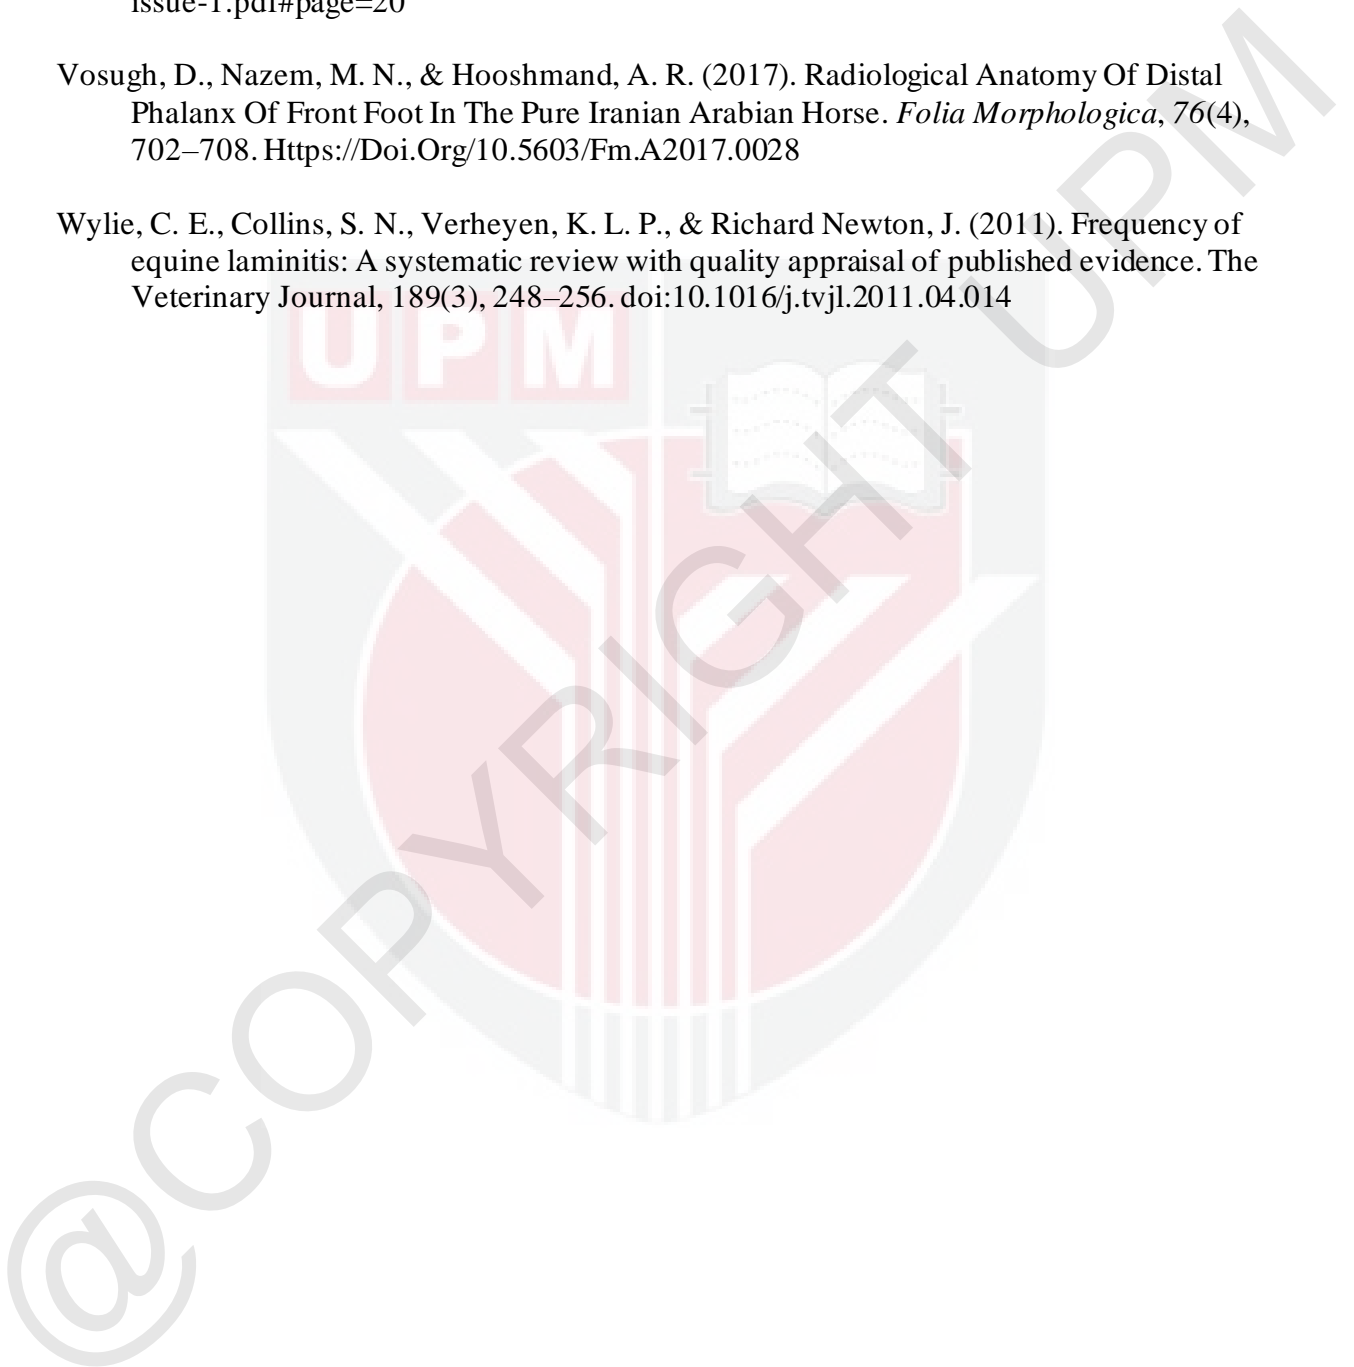 issue-1.pdf#page=20
Vosugh, D., Nazem, M. N., & Hooshmand, A. R. (2017). Radiological Anatomy Of Distal
Phalanx Of Front Foot In The Pure Iranian Arabian Horse. Folia Morphologica, 76(4),
702–708. Https://Doi.Org/10.5603/Fm.A2017.0028
Wylie, C. E., Collins, S. N., Verheyen, K. L. P., & Richard Newton, J. (2011). Frequency of
equine laminitis: A systematic review with quality appraisal of published evidence. The
Veterinary Journal, 189(3), 248–256. doi:10.1016/j.tvjl.2011.04.014
UPM
@COPYRIGHT UPM